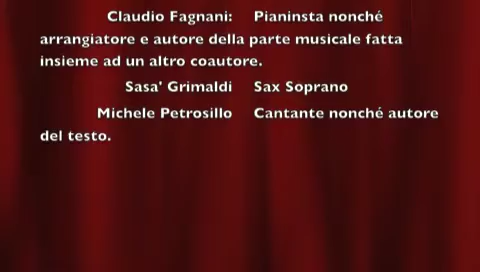 Claudio Fagnani: Pianinsta nonché
arrangiatore e autore della parte musicale fatta
insieme ad un altro coautore.
Sasa' Grimaldi Sax Soprano
Michele Petrosillo Cantante nonché autore
del testo.